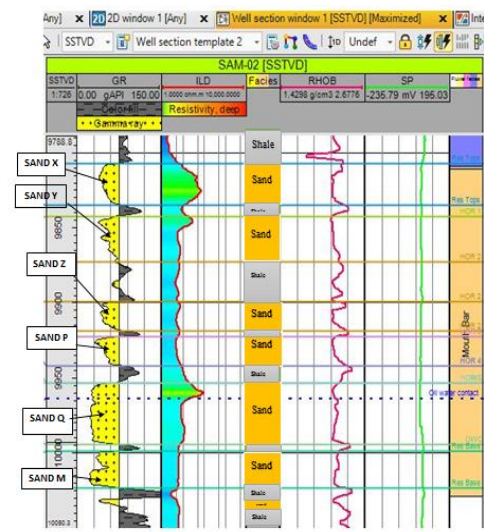 Any]
2D window 1 [Any]
Well section window 1 [SSTVD] [Maximized]
Inte
SSTVD
Well section template 2
Undef
SAM-02 [SSTVD]
SSTVD
GR
ILD
Facies
RHOB
SP
1:726
0.00 gAPI 150.00
1.0000 ohm.m 10,000.0000
1.4298 g/cm3 2.6776
-235.79 mV 195.03
Color fill
Gamma ray
Resistivity, deep
9788.8
Shale
SAND X
Sand
Res Tops
SAND Y
Shale
HOR 1
9850
Sand
SAND Z
HOR 2
Shale
9900
HOR 2
Sand
SAND P
Sand
Mouth Bar
HOR 4
9950
Shale
Oil water contact
SAND Q
Sand
10000
Res Base
SAND M
Sand
Shale
Res Base
10050.3
Shale